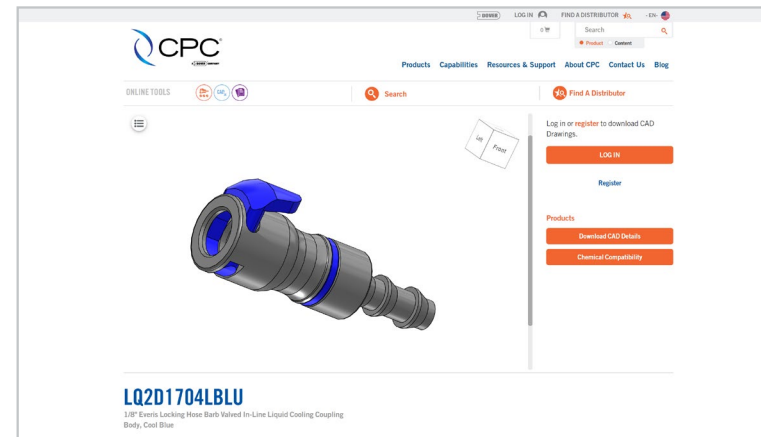 DOVER LOG IN FIND A DISTRIBUTOR - EN-
0 Search
Product Content
CPC®
Products Capabilities Resources & Support About CPC Contact Us Blog
ONLINE TOOLS Search Find A Distributor
Left Front
Log in or register to download CAD
Drawings.
LOG IN
Register
Products
Download CAD Details
Chemical Compatibility
LQ2D1704LBLU
1/8" Everis Locking Hose Barb Valved In-Line Liquid Cooling Coupling
Body, Cool Blue